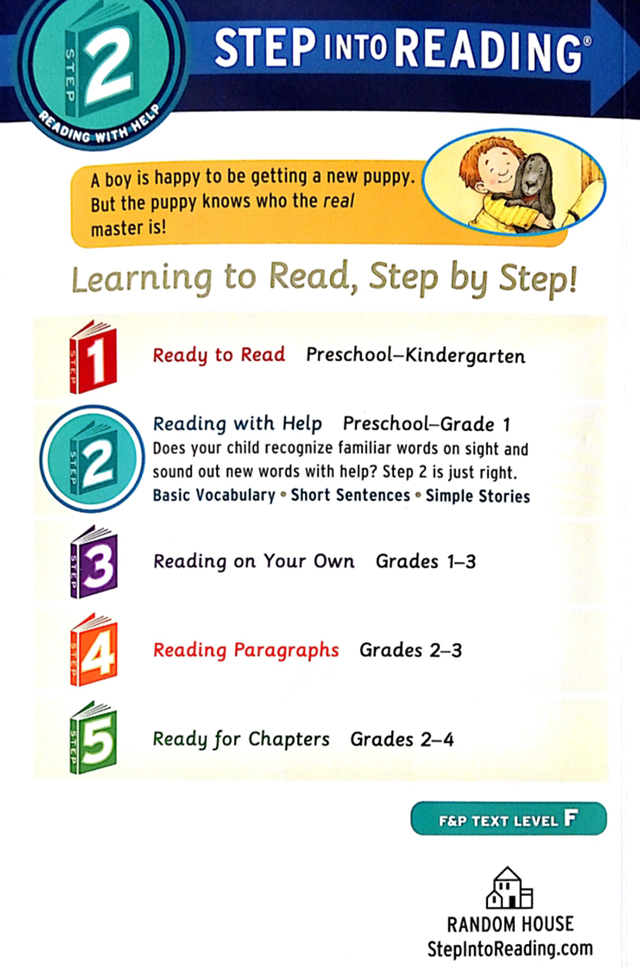 STEP 2
READING WITH HELP
STEP INTO READING®
A boy is happy to be getting a new puppy.
But the puppy knows who the real
master is!
Learning to Read, Step by Step!
STEP 1
Ready to Read Preschool–Kindergarten
STEP 2
Reading with Help Preschool–Grade 1
Does your child recognize familiar words on sight and
sound out new words with help? Step 2 is just right.
Basic Vocabulary • Short Sentences • Simple Stories
STEP 3
Reading on Your Own Grades 1–3
STEP 4
Reading Paragraphs Grades 2–3
STEP 5
Ready for Chapters Grades 2–4
F&P TEXT LEVEL F
RANDOM HOUSE
StepIntoReading.com